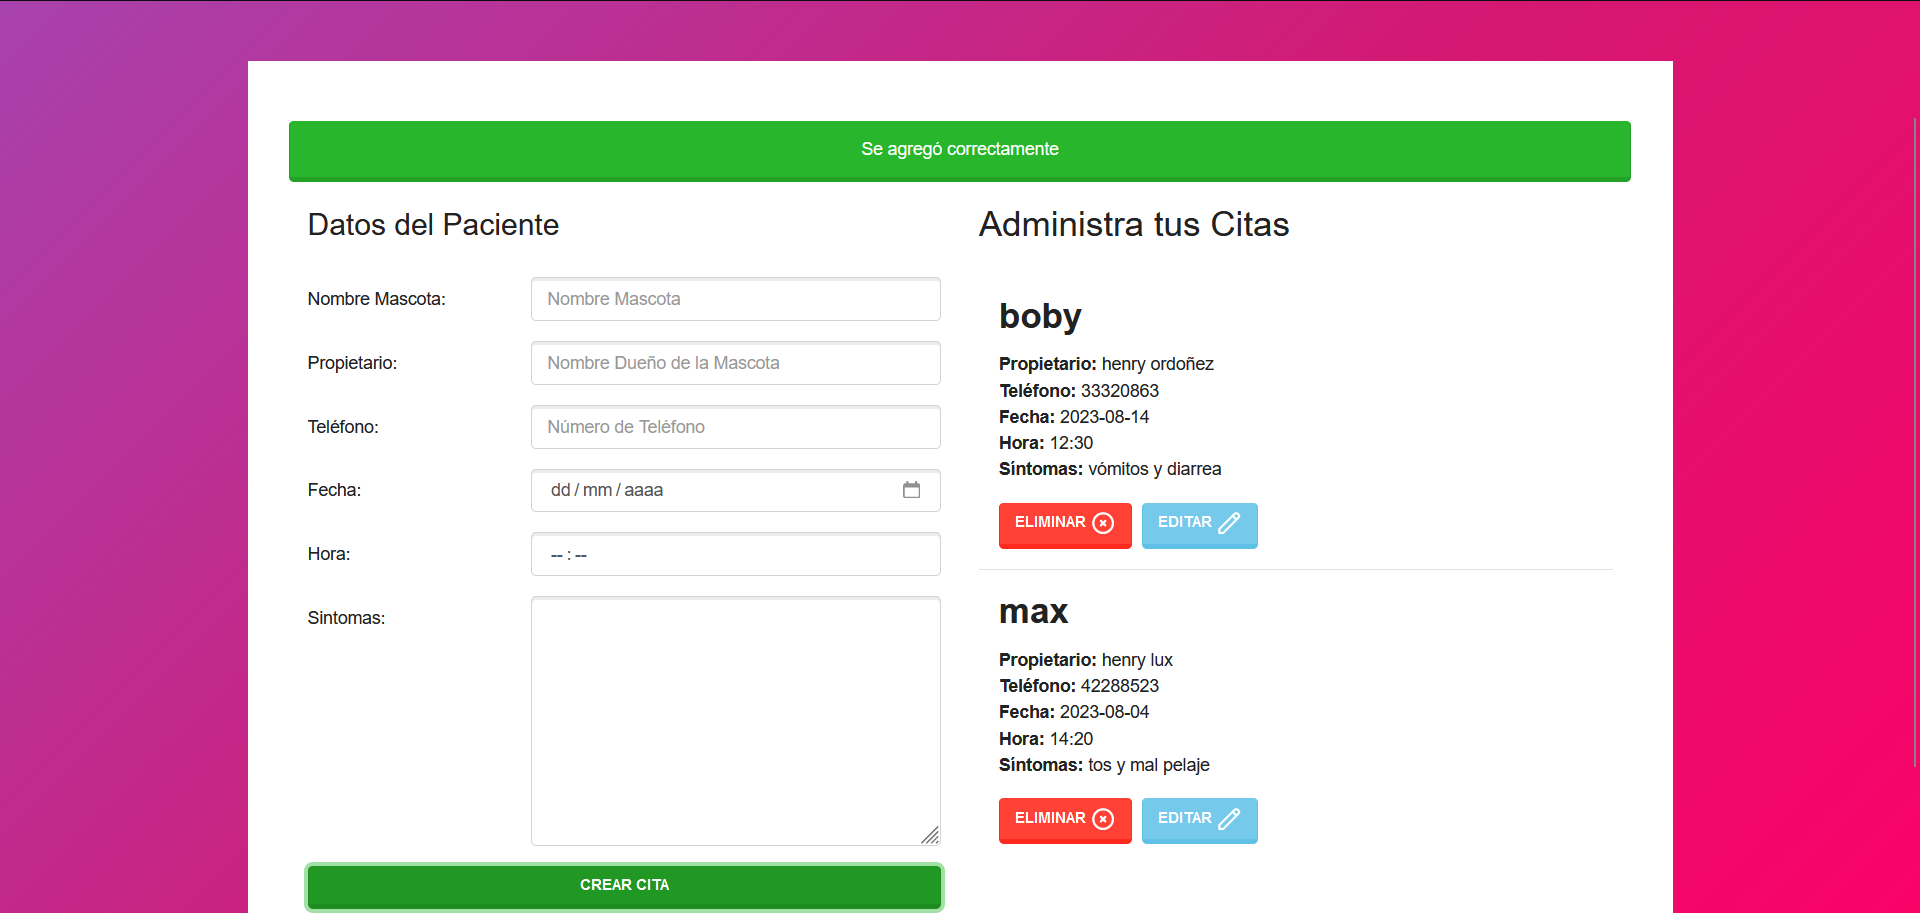 Se agregó correctamente
Datos del Paciente
Nombre Mascota:
Nombre Mascota
Propietario:
Nombre Dueño de la Mascota
Teléfono:
Número de Teléfono
Fecha:
dd / mm / aaaa
Hora:
-- : --
Sintomas:
CREAR CITA
Administra tus Citas
boby
Propietario: henry ordoñez
Teléfono: 33320863
Fecha: 2023-08-14
Hora: 12:30
Síntomas: vómitos y diarrea
ELIMINAR EDITAR
max
Propietario: henry lux
Teléfono: 42288523
Fecha: 2023-08-04
Hora: 14:20
Síntomas: tos y mal pelaje
ELIMINAR EDITAR